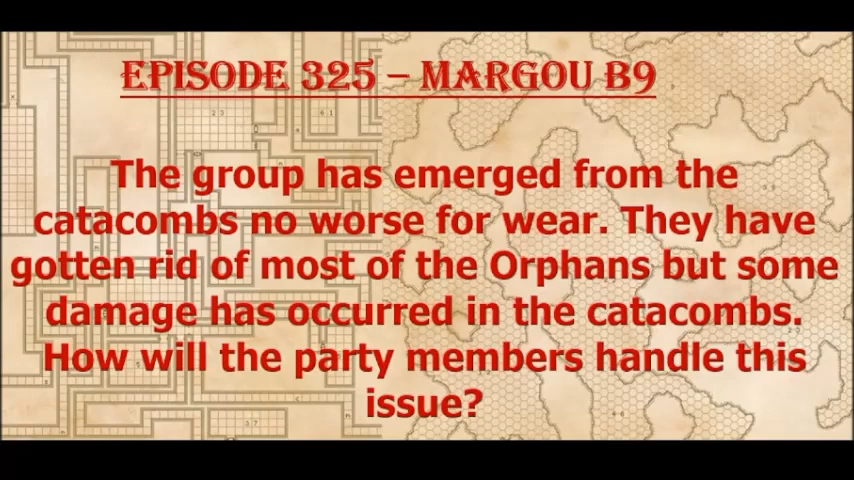 EPISODE 325 – MARGOU B9
The group has emerged from the
catacombs no worse for wear. They have
gotten rid of most of the Orphans but some
damage has occurred in the catacombs.
How will the party members handle this
issue?